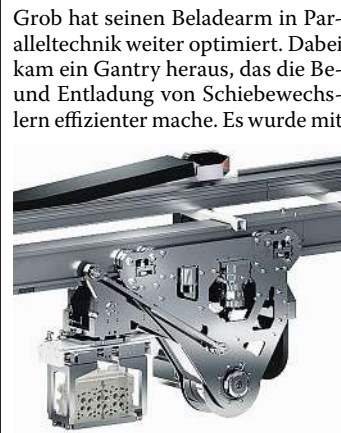 Grob hat seinen Beladearm in Par-
alleltechnik weiter optimiert. Dabei
kam ein Gantry heraus, das die Be-
und Entladung von Schiebewechs-
lern effizienter mache. Es wurde mit